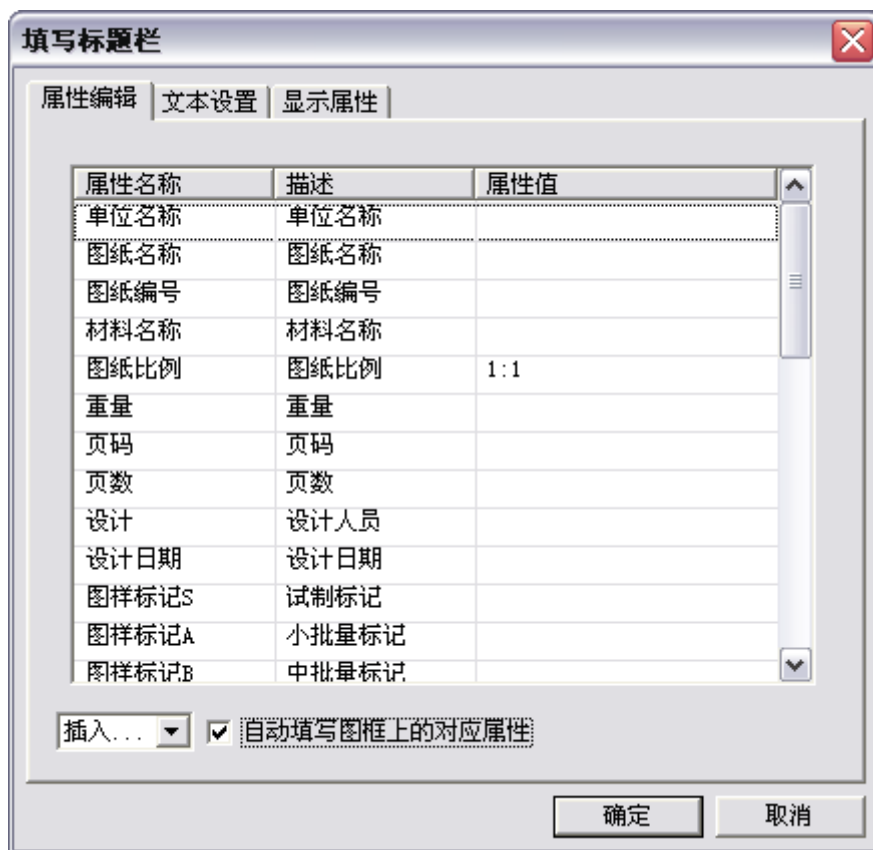 填写标题栏
属性编辑 文本设置 显示属性
属性名称 描述 属性值
单位名称 单位名称
图纸名称 图纸名称
图纸编号 图纸编号
材料名称 材料名称
图纸比例 图纸比例 1:1
重量 重量
页码 页码
页数 页数
设计 设计人员
设计日期 设计日期
图样标记S 试制标记
图样标记A 小批量标记
图样标记B 中批量标记
插入... 自动填写图框上的对应属性
确定 取消